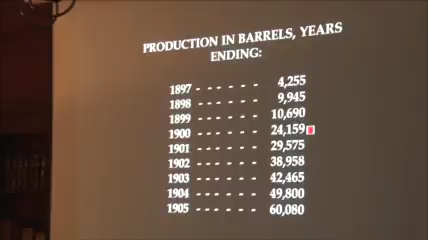 PRODUCTION IN BARRELS, YEARS
ENDING:
1897 - - - - - - 4,255
1898 - - - - - - 9,945
1899 - - - - - - 10,690
1900 - - - - - - 24,159
1901 - - - - - - 29,575
1902 - - - - - - 38,958
1903 - - - - - - 42,465
1904 - - - - - - 49,800
1905 - - - - - - 60,080